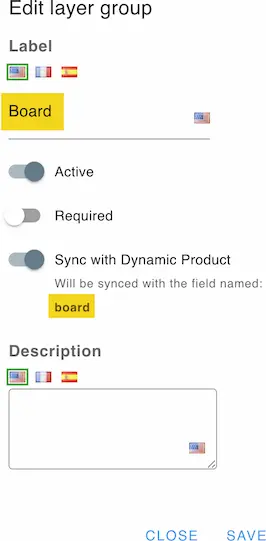 Edit layer group
Label
Board
Active
Required
Sync with Dynamic Product
Will be synced with the field named:
board
Description
CLOSE SAVE